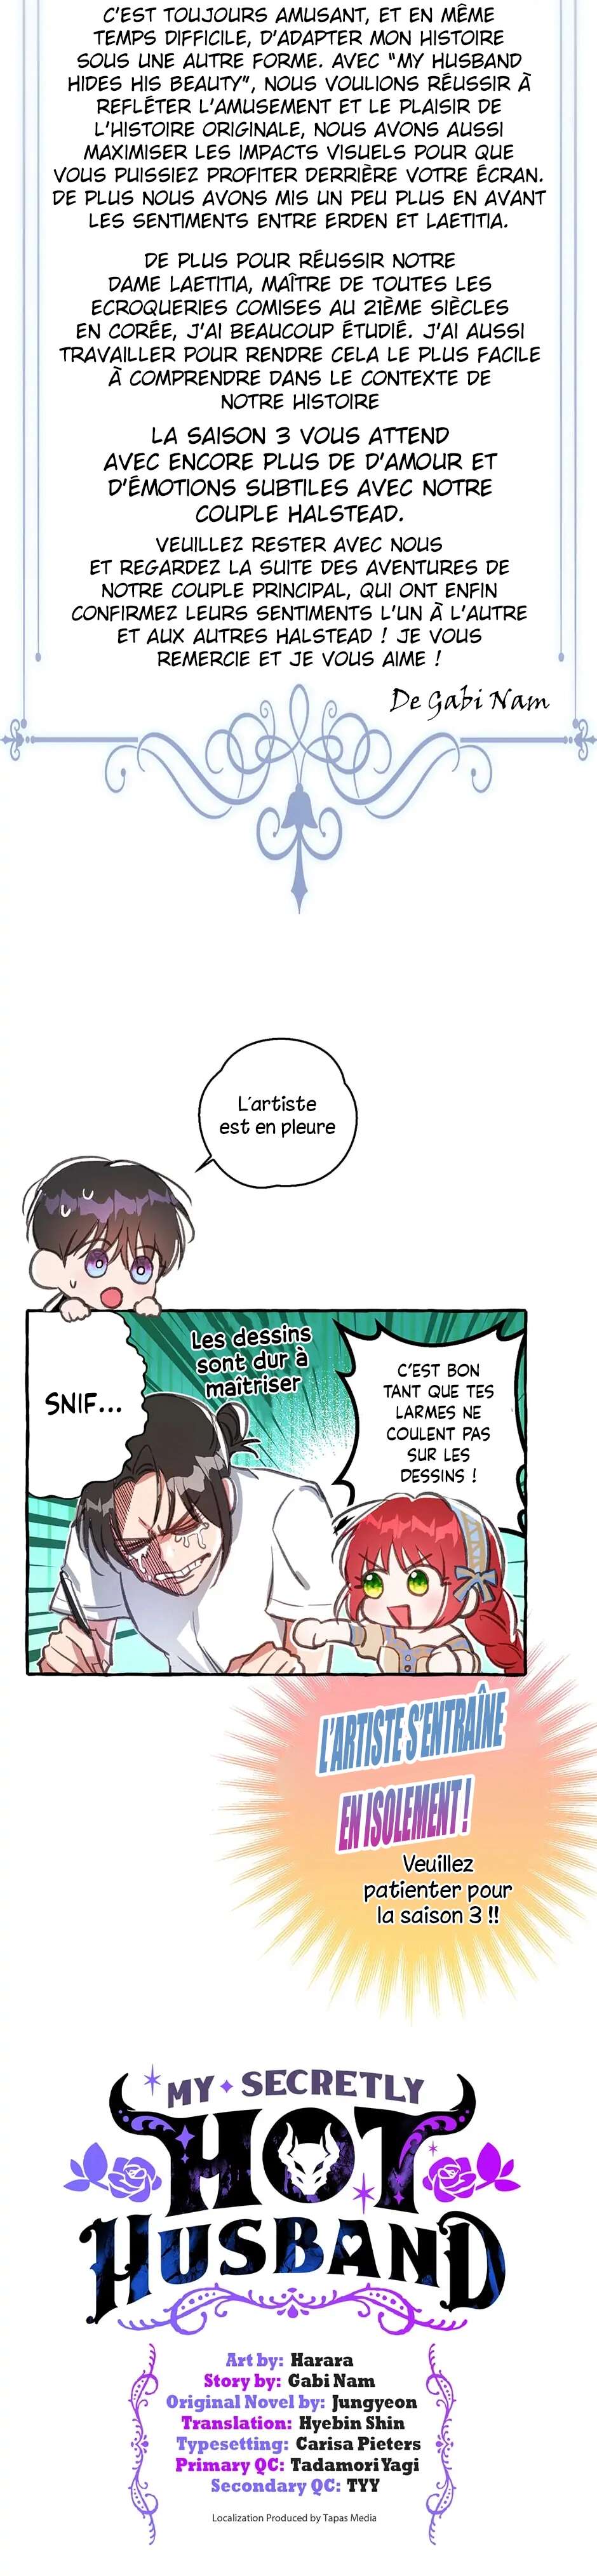 C'EST TOUJOURS AMUSANT, ET EN MÊME
TEMPS DIFFICILE, D'ADAPTER MON HISTOIRE
SOUS UNE AUTRE FORME. AVEC "MY HUSBAND
HIDES HIS BEAUTY", NOUS VOULIONS RÉUSSIR À
REFLÉTER L'AMUSEMENT ET LE PLAISIR DE
L'HISTOIRE ORIGINALE, NOUS AVONS AUSSI
MAXIMISER LES IMPACTS VISUELS POUR QUE
VOUS PUISSIEZ PROFITER DERRIÈRE VOTRE ÉCRAN.
DE PLUS NOUS AVONS MIS UN PEU PLUS EN AVANT
LES SENTIMENTS ENTRE ERDEN ET LAETITIA.
DE PLUS POUR RÉUSSIR NOTRE
DAME LAETITIA, MAÎTRE DE TOUTES LES
ECROQUERIES COMISES AU 21ÈME SIÈCLES
EN CORÉE, J'AI BEAUCOUP ÉTUDIÉ. J'AI AUSSI
TRAVAILLER POUR RENDRE CELA LE PLUS FACILE
À COMPRENDRE DANS LE CONTEXTE DE
NOTRE HISTOIRE
LA SAISON 3 VOUS ATTEND
AVEC ENCORE PLUS DE D'AMOUR ET
D'ÉMOTIONS SUBTILES AVEC NOTRE
COUPLE HALSTEAD.
VEUILLEZ RESTER AVEC NOUS
ET REGARDEZ LA SUITE DES AVENTURES DE
NOTRE COUPLE PRINCIPAL, QUI ONT ENFIN
CONFIRMEZ LEURS SENTIMENTS L'UN À L'AUTRE
ET AUX AUTRES HALSTEAD ! JE VOUS
REMERCIE ET JE VOUS AIME !
De Gabi Nam
L'artiste
est en pleure
Les dessins
sont dur à
maîtriser
SNIF...
C'EST BON
TANT QUE TES
LARMES NE
COULENT PAS
SUR LES
DESSINS !
L'ARTISTE S'ENTRAÎNE
EN ISOLEMENT !
Veuillez
patienter pour
la saison 3 !!
MY SECRETLY
HOT
HUSBAND
Art by: Harara
Story by: Gabi Nam
Original Novel by: Jungyeon
Translation: Hyebin Shin
Typesetting: Carisa Pieters
Primary QC: Tadamori Yagi
Secondary QC: TYY
Localization Produced by Tapas Media